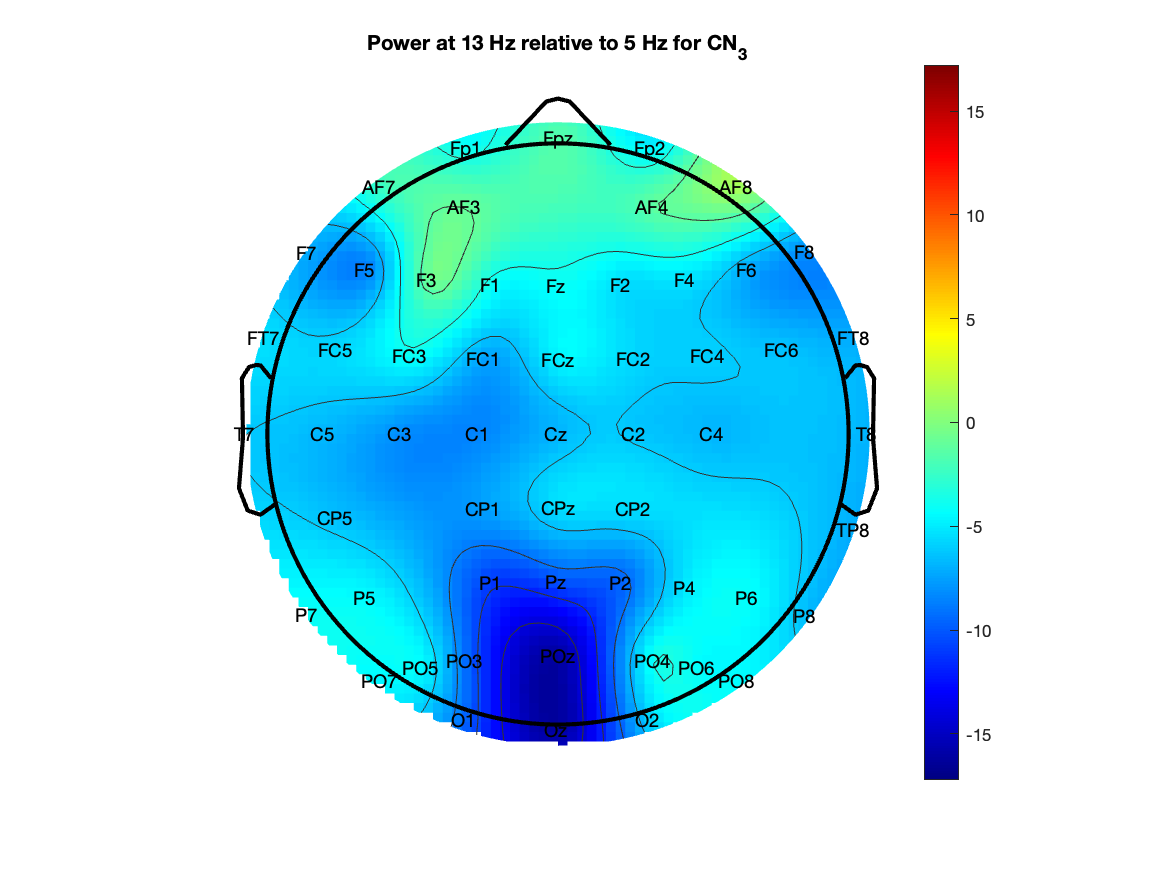 Power at 13 Hz relative to 5 Hz for CN3
Fpz
Fp1 Fp2
AF7 AF8
AF3 AF4
F7 F8
F5 F6
F3 F1 Fz F2 F4
FT7 FT8
FC5 FC6
FC3 FC1 FCz FC2 FC4
T7 C5 C3 C1 Cz C2 C4 T8
CP5 CP1 CPz CP2
TP8
P1 Pz P2 P4
P5 P6
P7 P8
PO5 PO3 POz PO4 PO6
PO7 PO8
O1 O2
Oz
15
10
5
0
-5
-10
-15